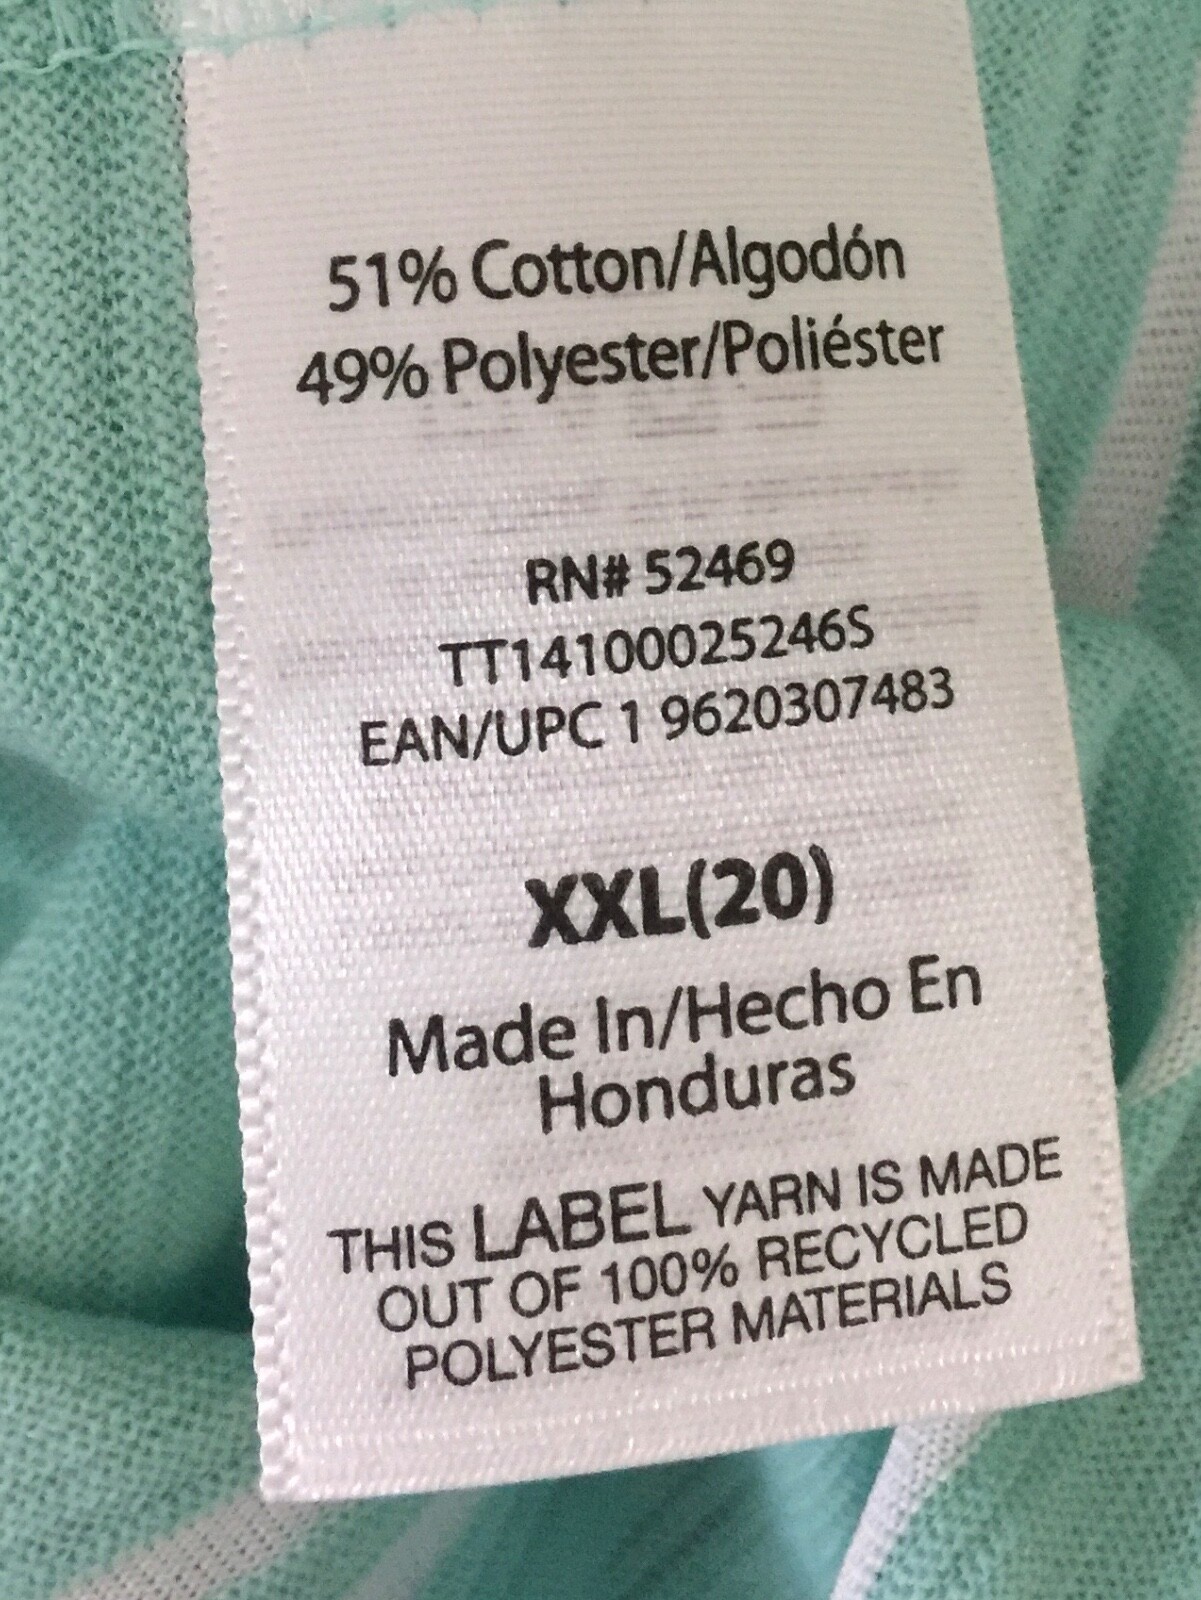 51% Cotton/Algodón
49% Polyester/Poliéster
RN# 52469
TT14100025246S
EAN/UPC 1 9620307483
XXL(20)
Made In/Hecho En
Honduras
THIS LABEL YARN IS MADE
OUT OF 100% RECYCLED
POLYESTER MATERIALS